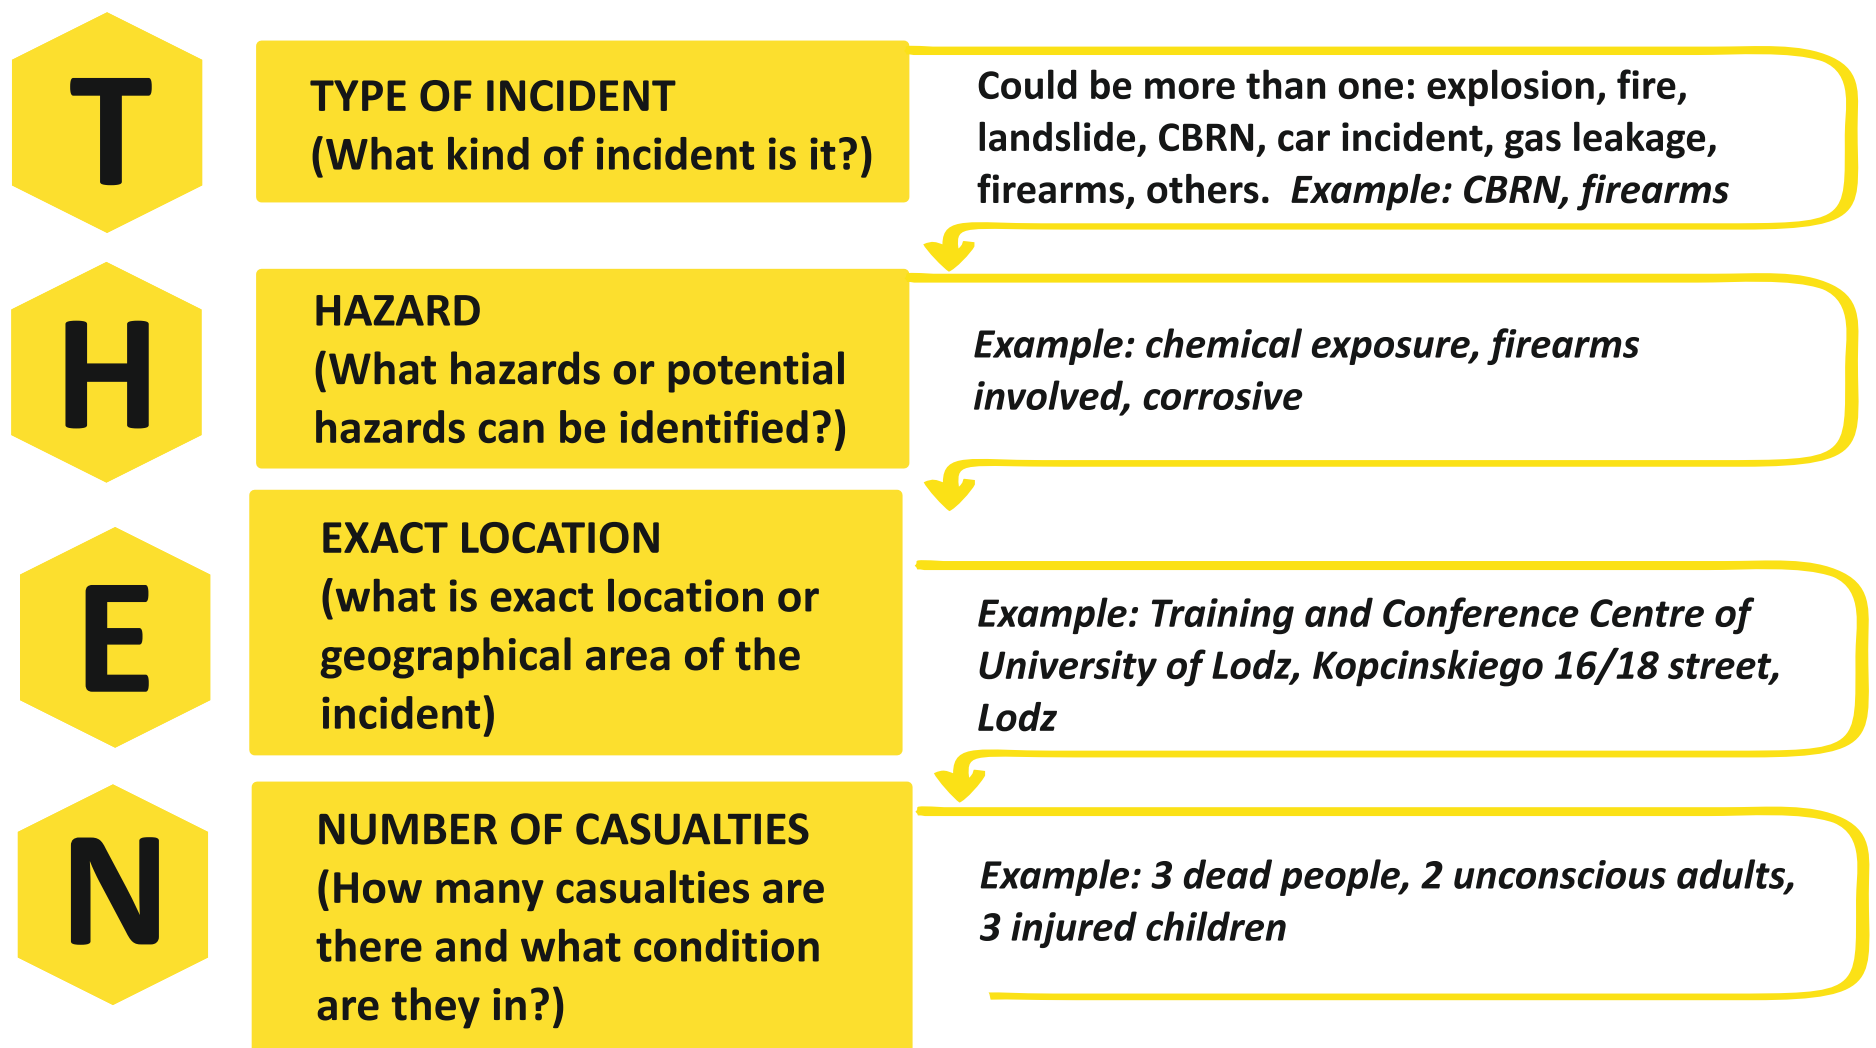 T
TYPE OF INCIDENT
(What kind of incident is it?)
Could be more than one: explosion, fire,
landslide, CBRN, car incident, gas leakage,
firearms, others.  Example: CBRN, firearms
H
HAZARD
(What hazards or potential
hazards can be identified?)
Example: chemical exposure, firearms
involved, corrosive
E
EXACT LOCATION
(what is exact location or
geographical area of the
incident)
Example: Training and Conference Centre of
University of Lodz, Kopcinskiego 16/18 street,
Lodz
N
NUMBER OF CASUALTIES
(How many casualties are
there and what condition
are they in?)
Example: 3 dead people, 2 unconscious adults,
3 injured children